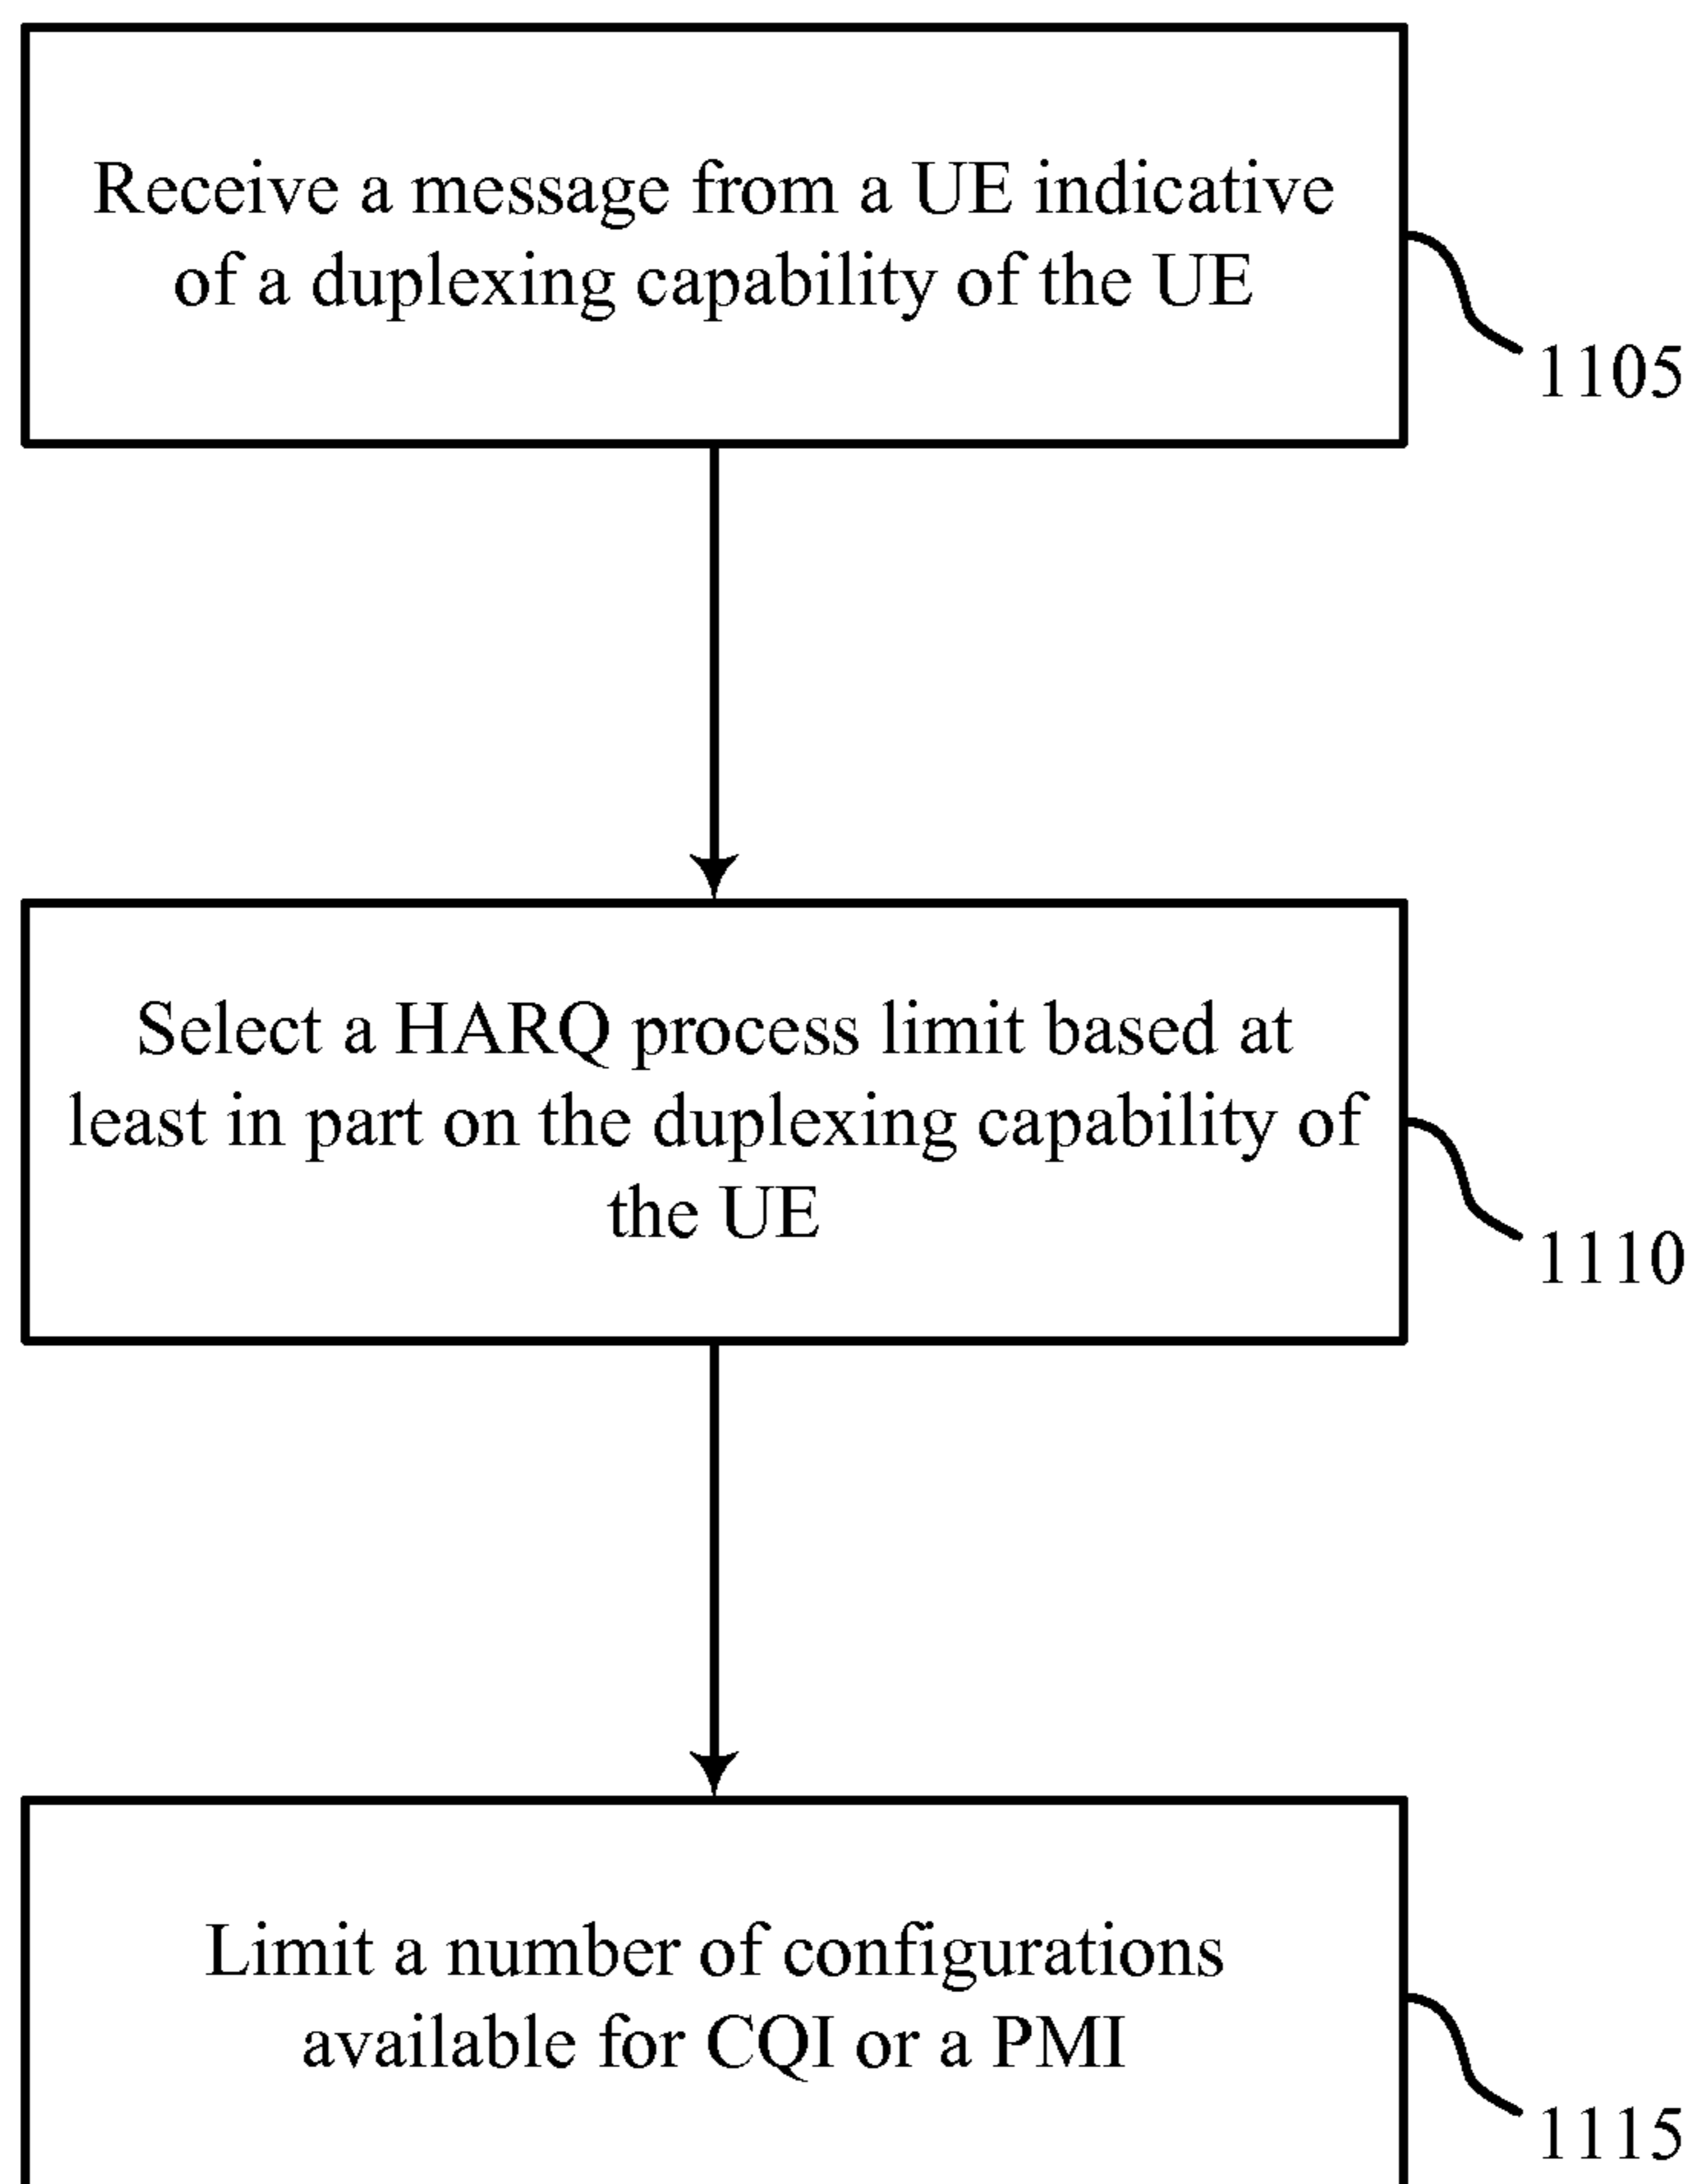 Receive a message from a UE indicative
of a duplexing capability of the UE
1105
Select a HARQ process limit based at
least in part on the duplexing capability of
the UE
1110
Limit a number of configurations
available for CQI or a PMI
1115